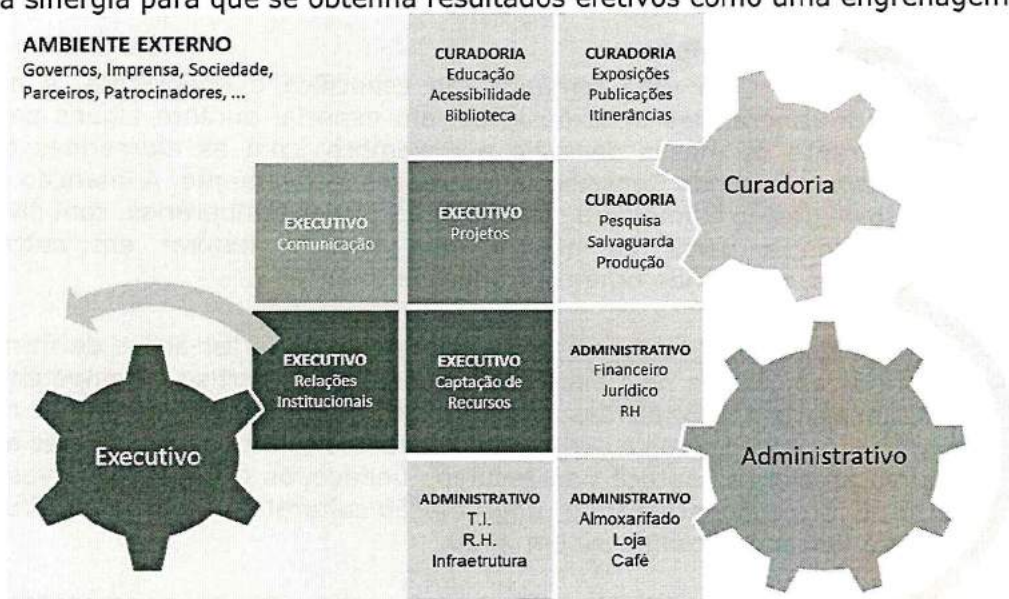 a sinergia para que se obtenha resultados efetivos como uma engrenagem
AMBIENTE EXTERNO
Governos, Imprensa, Sociedade,
Parceiros, Patrocinadores, ...
CURADORIA
Educação
Acessibilidade
Biblioteca
CURADORIA
Exposições
Publicações
Itinerâncias
Curadoria
EXECUTIVO
Comunicação
EXECUTIVO
Projetos
CURADORIA
Pesquisa
Salvaguarda
Produção
EXECUTIVO
Relações
Institucionais
EXECUTIVO
Captação de
Recursos
ADMINISTRATIVO
Financeiro
Jurídico
RH
Executivo
Administrativo
ADMINISTRATIVO
T.I.
R.H.
Infraetrutura
ADMINISTRATIVO
Almoxarifado
Loja
Café